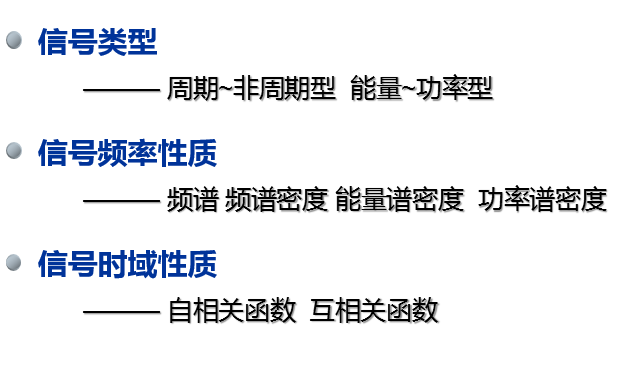 信号类型
——— 周期~非周期型 能量~功率型
信号频率性质
——— 频谱 频谱密度 能量谱密度 功率谱密度
信号时域性质
——— 自相关函数 互相关函数